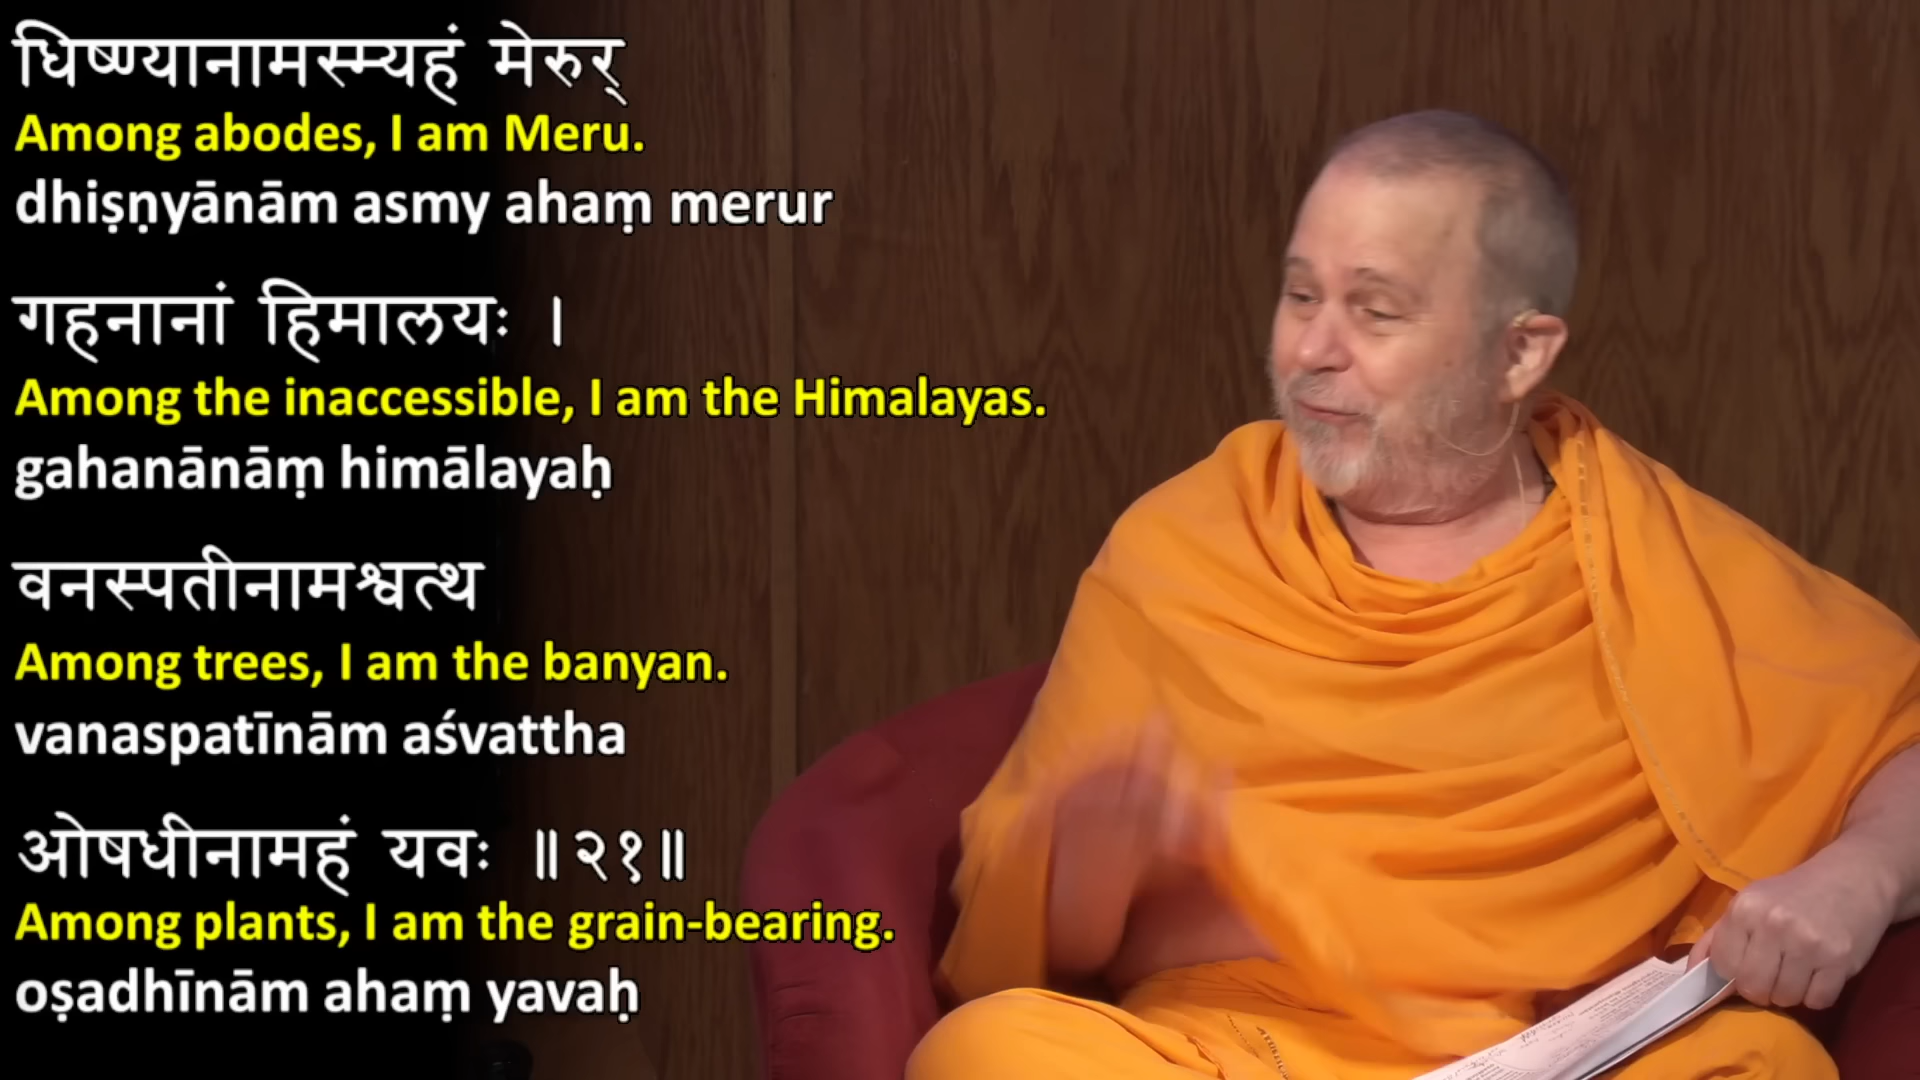 धिष्ण्यानामस्म्यहं मेरुर्
Among abodes, I am Meru.
dhiṣṇyānām asmy ahaṃ merur
गहनानां हिमालयः ।
Among the inaccessible, I am the Himalayas.
gahanānāṃ himālayaḥ
वनस्पतीनामश्वत्थ
Among trees, I am the banyan.
vanaspatīnām aśvattha
ओषधीनामहं यवः ॥२१॥
Among plants, I am the grain-bearing.
oṣadhīnām ahaṃ yavaḥ